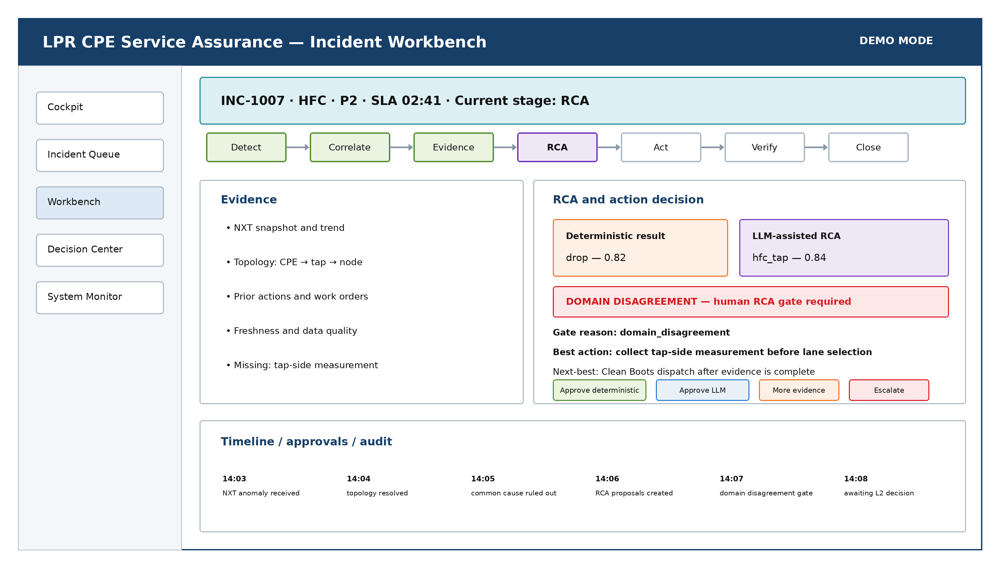 LPR CPE Service Assurance — Incident Workbench
DEMO MODE
Cockpit
Incident Queue
Workbench
Decision Center
System Monitor
INC-1007 · HFC · P2 · SLA 02:41 · Current stage: RCA
Detect
Correlate
Evidence
RCA
Act
Verify
Close
Evidence
• NXT snapshot and trend
• Topology: CPE → tap → node
• Prior actions and work orders
• Freshness and data quality
• Missing: tap-side measurement
RCA and action decision
Deterministic result
drop — 0.82
LLM-assisted RCA
hfc_tap — 0.84
DOMAIN DISAGREEMENT — human RCA gate required
Gate reason: domain_disagreement
Best action: collect tap-side measurement before lane selection
Next-best: Clean Boots dispatch after evidence is complete
Approve deterministic
Approve LLM
More evidence
Escalate
Timeline / approvals / audit
14:03
NXT anomaly received
14:04
topology resolved
14:05
common cause ruled out
14:06
RCA proposals created
14:07
domain disagreement gate
14:08
awaiting L2 decision